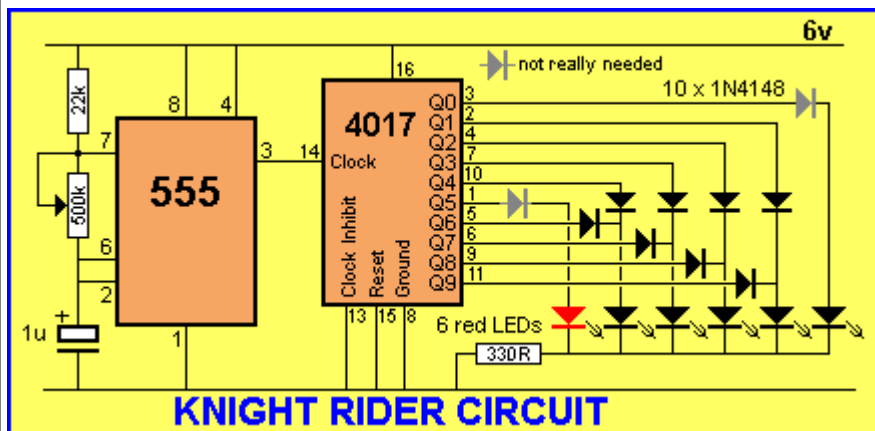 6v
not really needed
16
22k
8
4
3
10 x 1N4148
Q0
4017
2
Q1
4
Q2
7
7
3
14
Clock
Q3
10
Q4
555
500k
1
Q5
5
Q6
6
Q7
9
Q8
11
Q9
6
2
Clock Inhibit
Reset
Ground
+
1u
1
13
15
8
6 red LEDs
330R
KNIGHT RIDER CIRCUIT